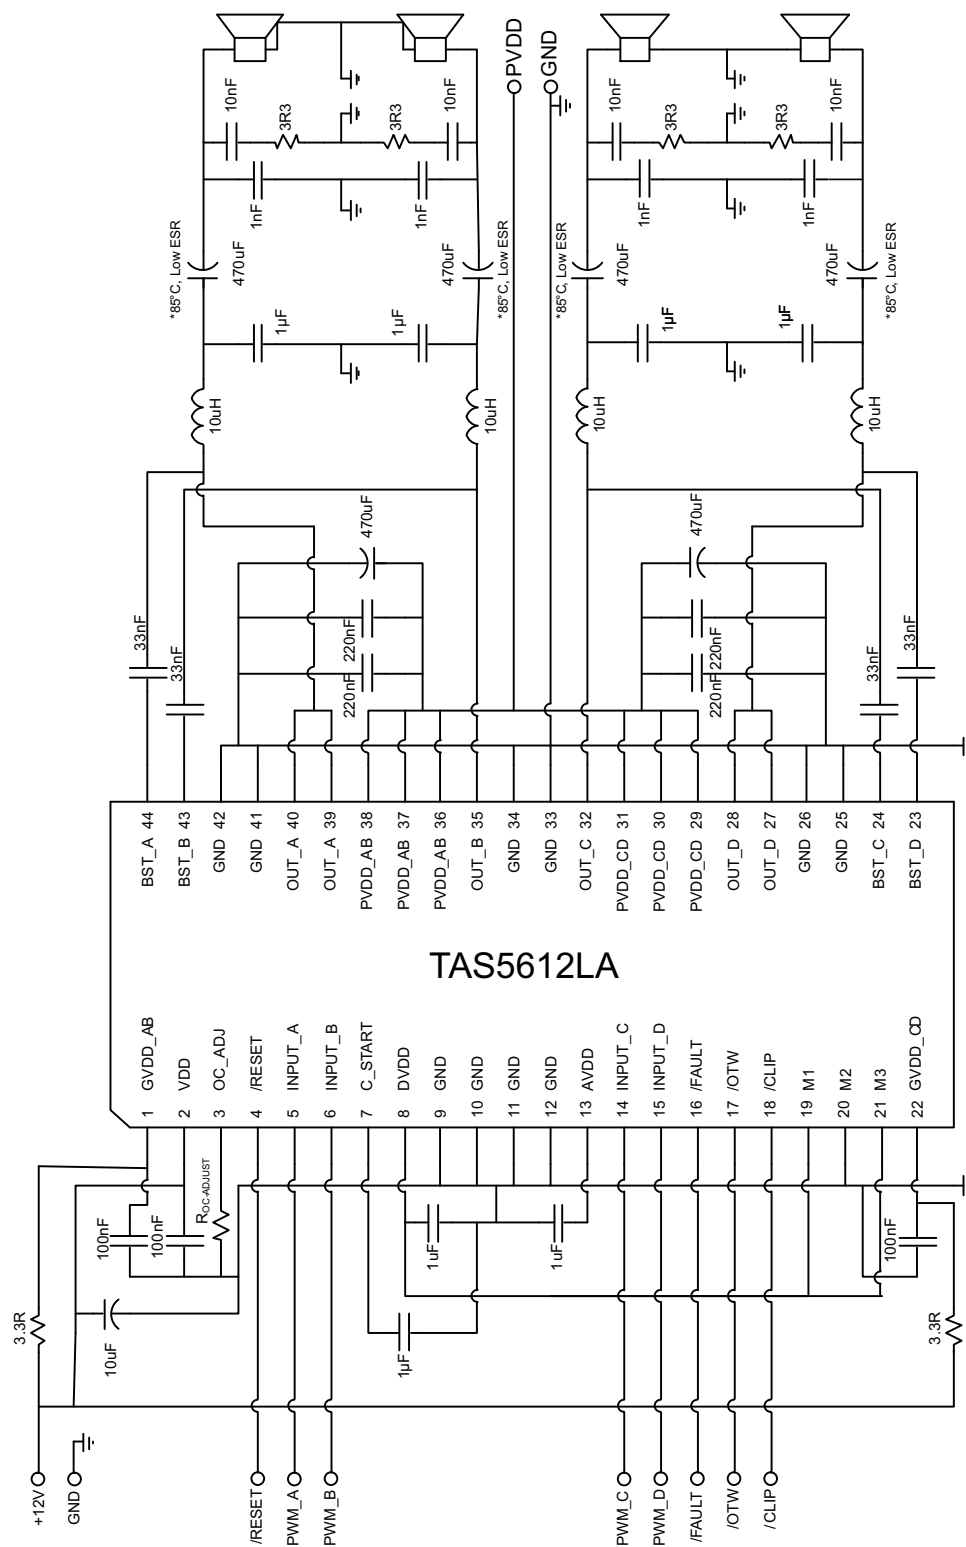 PVDD
GND
10nF
3R3
3R3
10nF
10nF
3R3
3R3
10nF
1nF
1nF
1nF
1nF
*85°C, Low ESR
470uF
470uF
*85°C, Low ESR
*85°C, Low ESR
470uF
470uF
*85°C, Low ESR
1µF
1µF
1µF
1µF
10uH
10uH
10uH
10uH
470uF
470uF
33nF
33nF
220nF
220nF
220nF
220nF
33nF
33nF
BST_A 44
BST_B 43
GND 42
GND 41
OUT_A 40
OUT_A 39
PVDD_AB 38
PVDD_AB 37
PVDD_AB 36
OUT_B 35
GND 34
GND 33
OUT_C 32
PVDD_CD 31
PVDD_CD 30
PVDD_CD 29
OUT_D 28
OUT_D 27
GND 26
GND 25
BST_C 24
BST_D 23
TAS5612LA
1 GVDD_AB
2 VDD
3 OC_ADJ
4 /RESET
5 INPUT_A
6 INPUT_B
7 C_START
8 DVDD
9 GND
10 GND
11 GND
12 GND
13 AVDD
14 INPUT_C
15 INPUT_D
16 /FAULT
17 /OTW
18 /CLIP
19 M1
20 M2
21 M3
22 GVDD_CD
100nF
100nF
ROC-ADJUST
1uF
1uF
100nF
3.3R
10uF
1µF
3.3R
+12V
GND
/RESET
PWM_A
PWM_B
PWM_C
PWM_D
/FAULT
/OTW
/CLIP